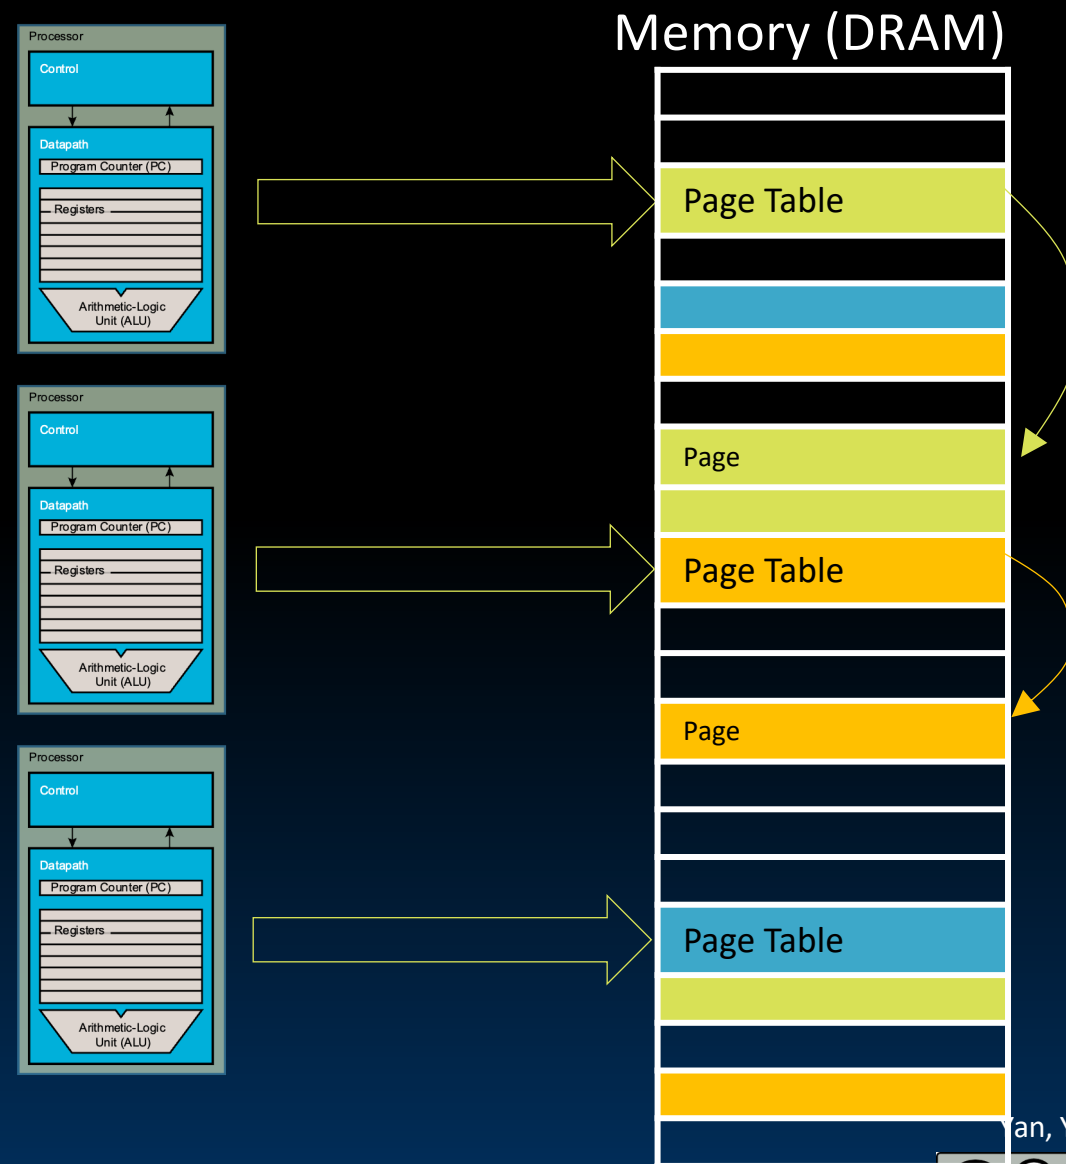 Memory (DRAM)
Processor
Control
Datapath
Program Counter (PC)
Registers
Arithmetic-Logic
Unit (ALU)
Page Table
Page
Processor
Control
Datapath
Program Counter (PC)
Registers
Arithmetic-Logic
Unit (ALU)
Page Table
Page
Processor
Control
Datapath
Program Counter (PC)
Registers
Arithmetic-Logic
Unit (ALU)
Page Table
Yan, Y